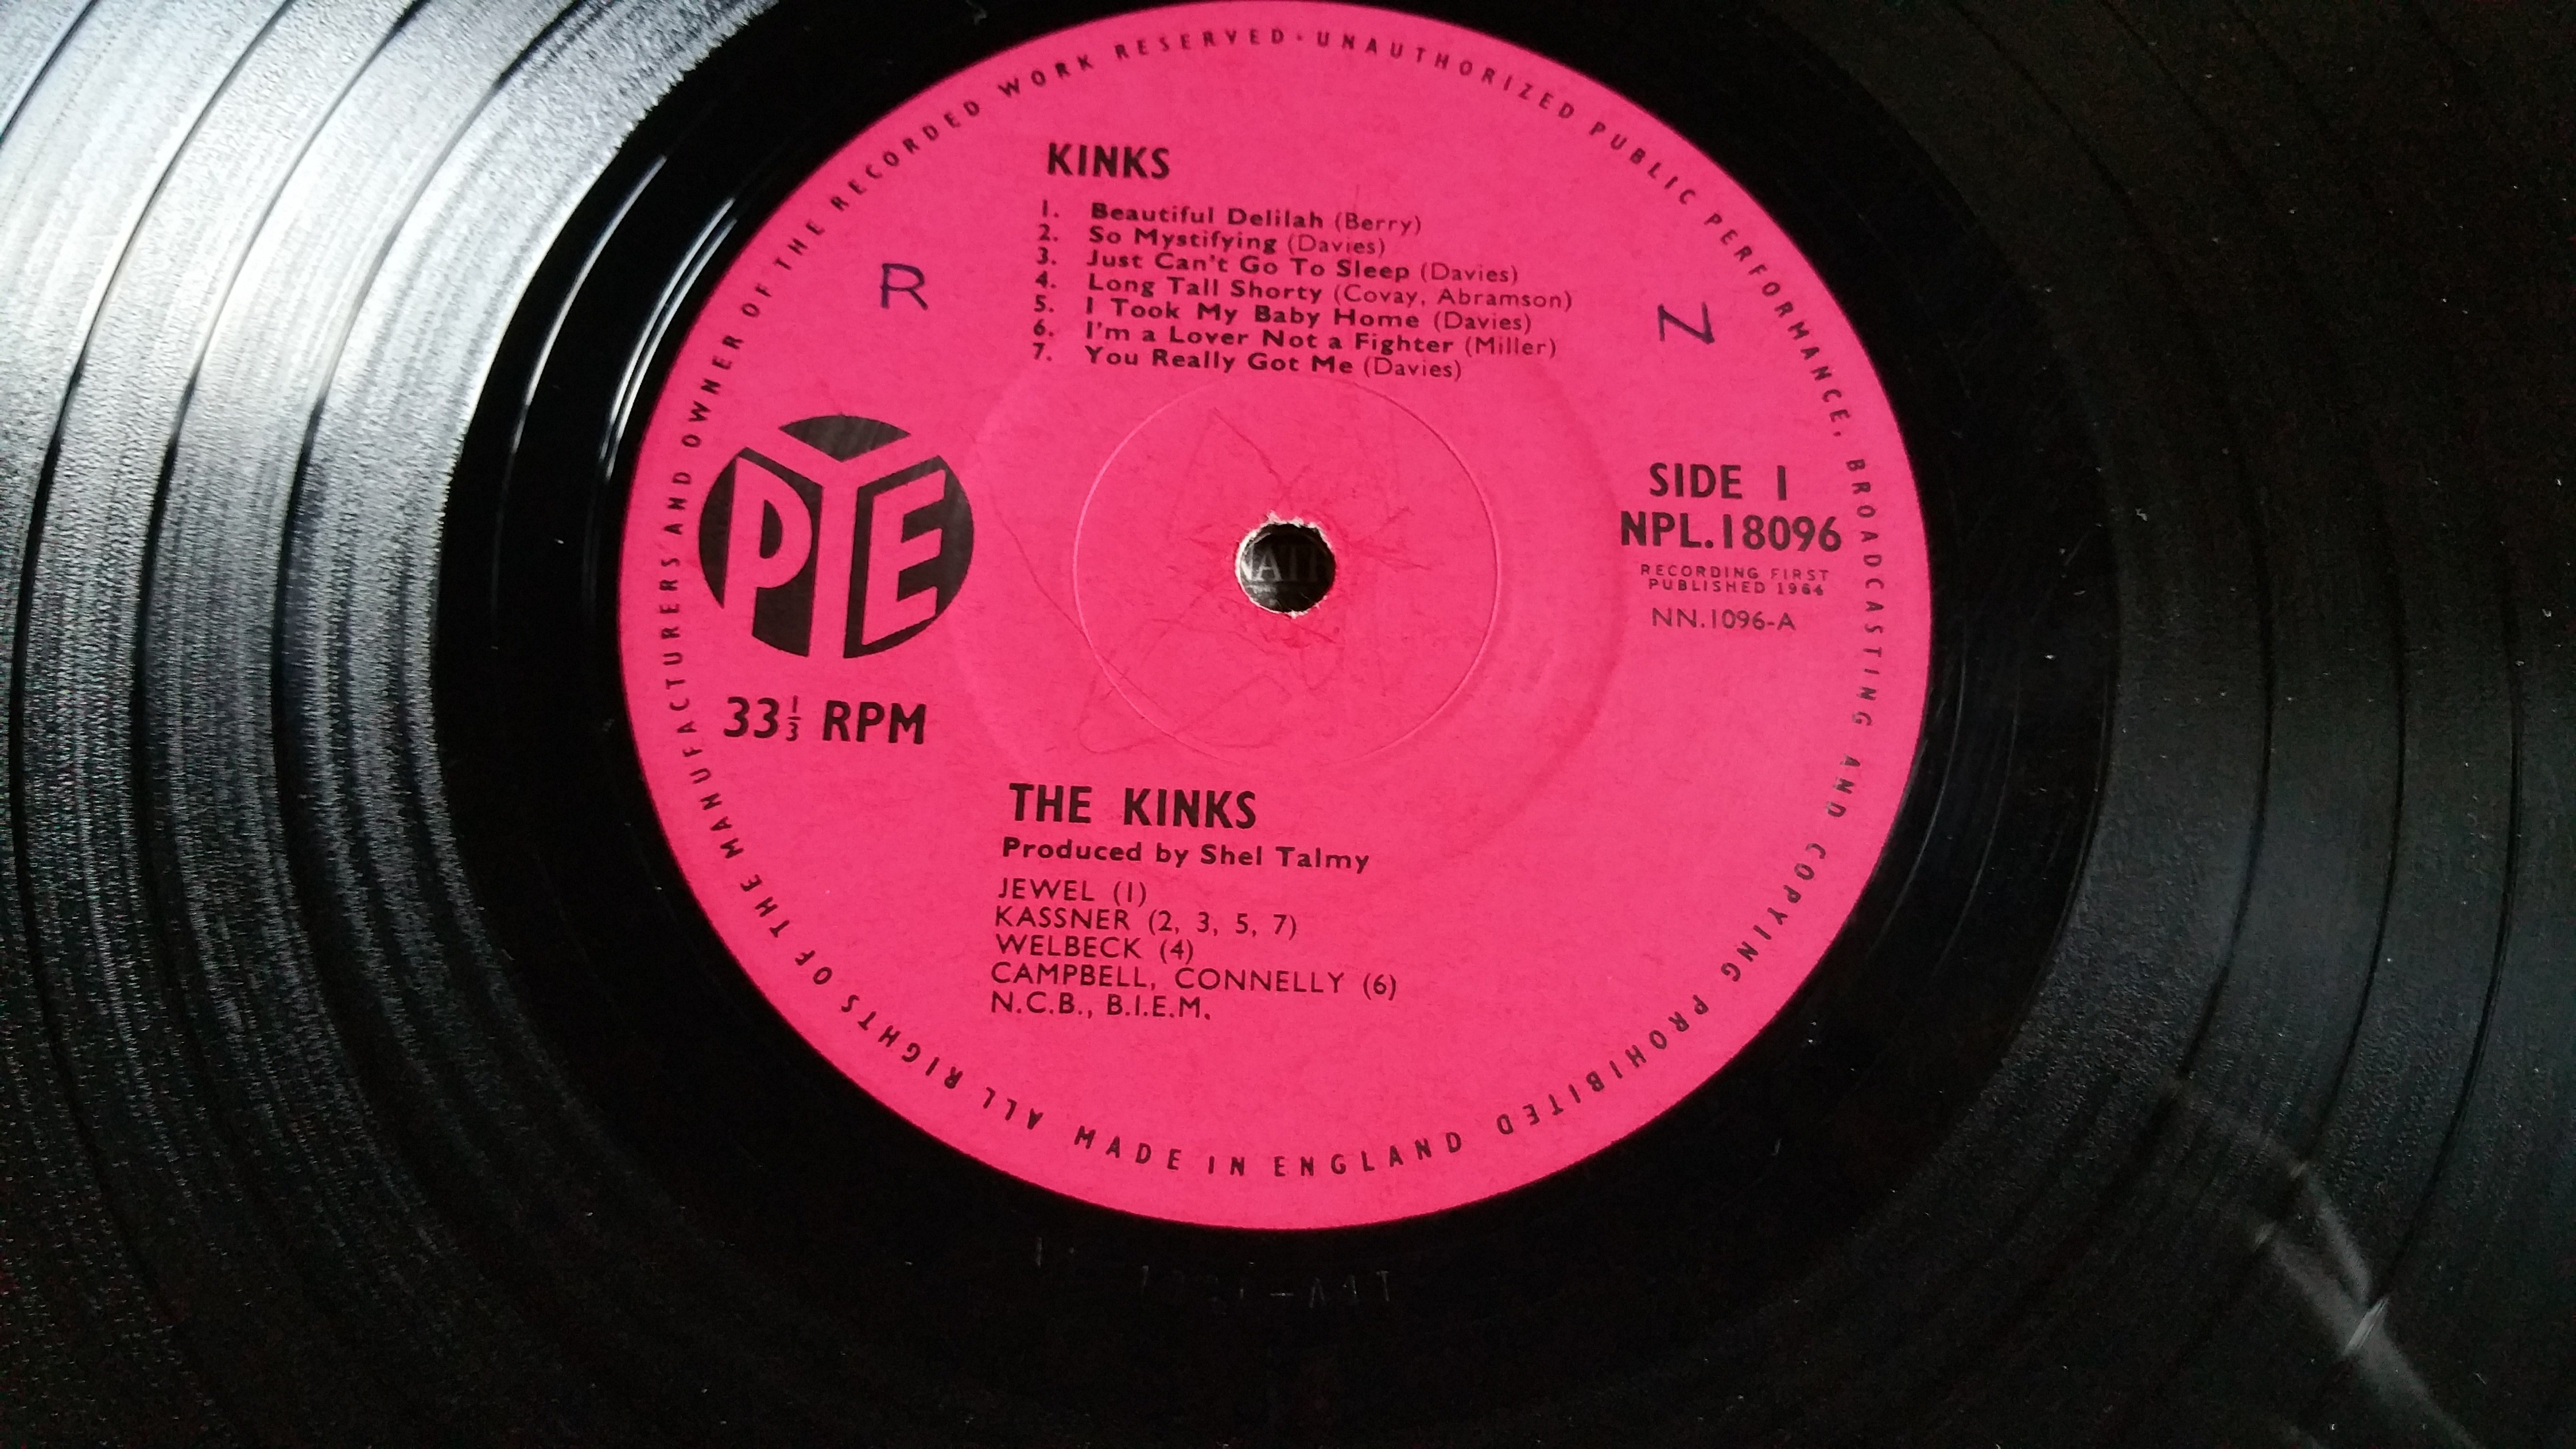 KINKS
1. Beautiful Delilah (Berry)
2. So Mystifying (Davies)
3. Just Can't Go To Sleep (Davies)
4. Long Tall Shorty (Covay, Abramson)
5. I Took My Baby Home (Davies)
6. I'm a Lover Not a Fighter (Miller)
7. You Really Got Me (Davies)
R
N
PYE
SIDE 1
NPL.18096
RECORDING FIRST
PUBLISHED 1964
NN.1096-A
33⅓ RPM
THE KINKS
Produced by Shel Talmy
JEWEL (1)
KASSNER (2, 3, 5, 7)
WELBECK (4)
CAMPBELL, CONNELLY (6)
N.C.B., B.I.E.M.
ALL RIGHTS OF THE MANUFACTURERS AND OWNER OF THE RECORDED WORK RESERVED · UNAUTHORIZED PUBLIC PERFORMANCE, BROADCASTING AND COPYING PROHIBITED
MADE IN ENGLAND